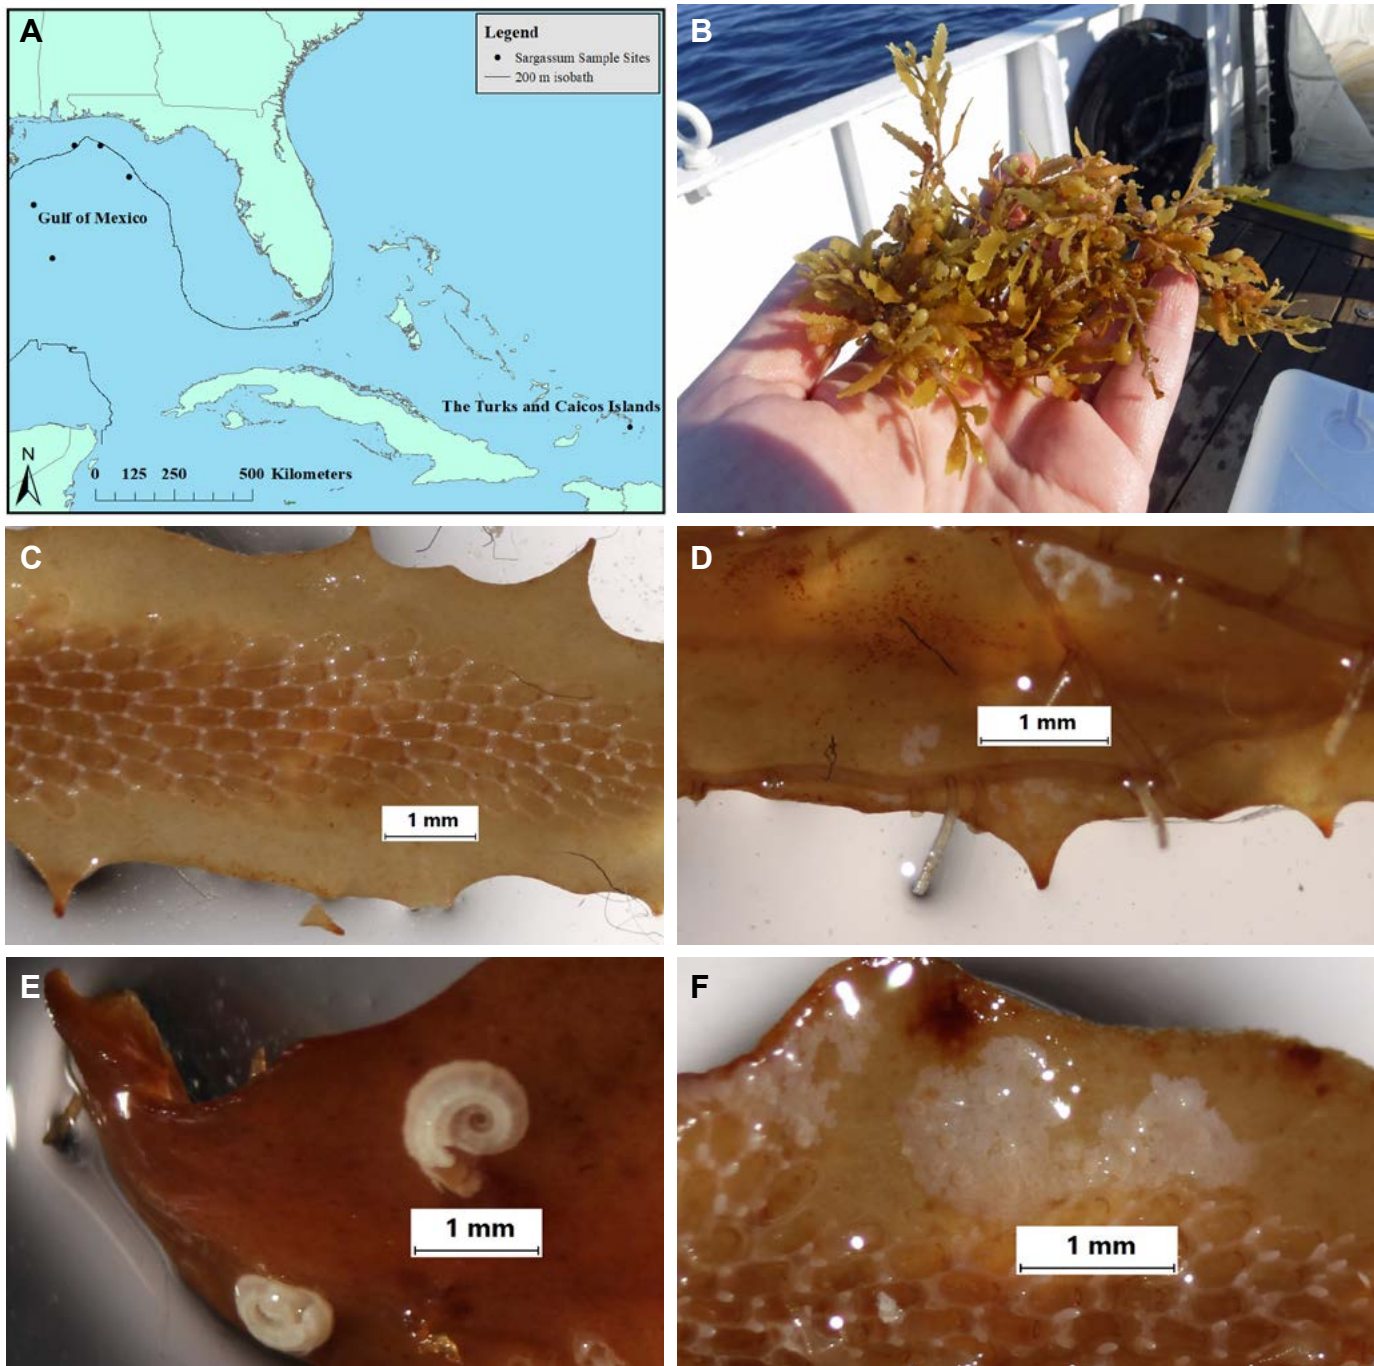 A
Legend
Sargassum Sample Sites
200 m isobath
Gulf of Mexico
The Turks and Caicos Islands
N
0 125 250 500 Kilometers
B
C
1 mm
D
1 mm
E
1 mm
F
1 mm